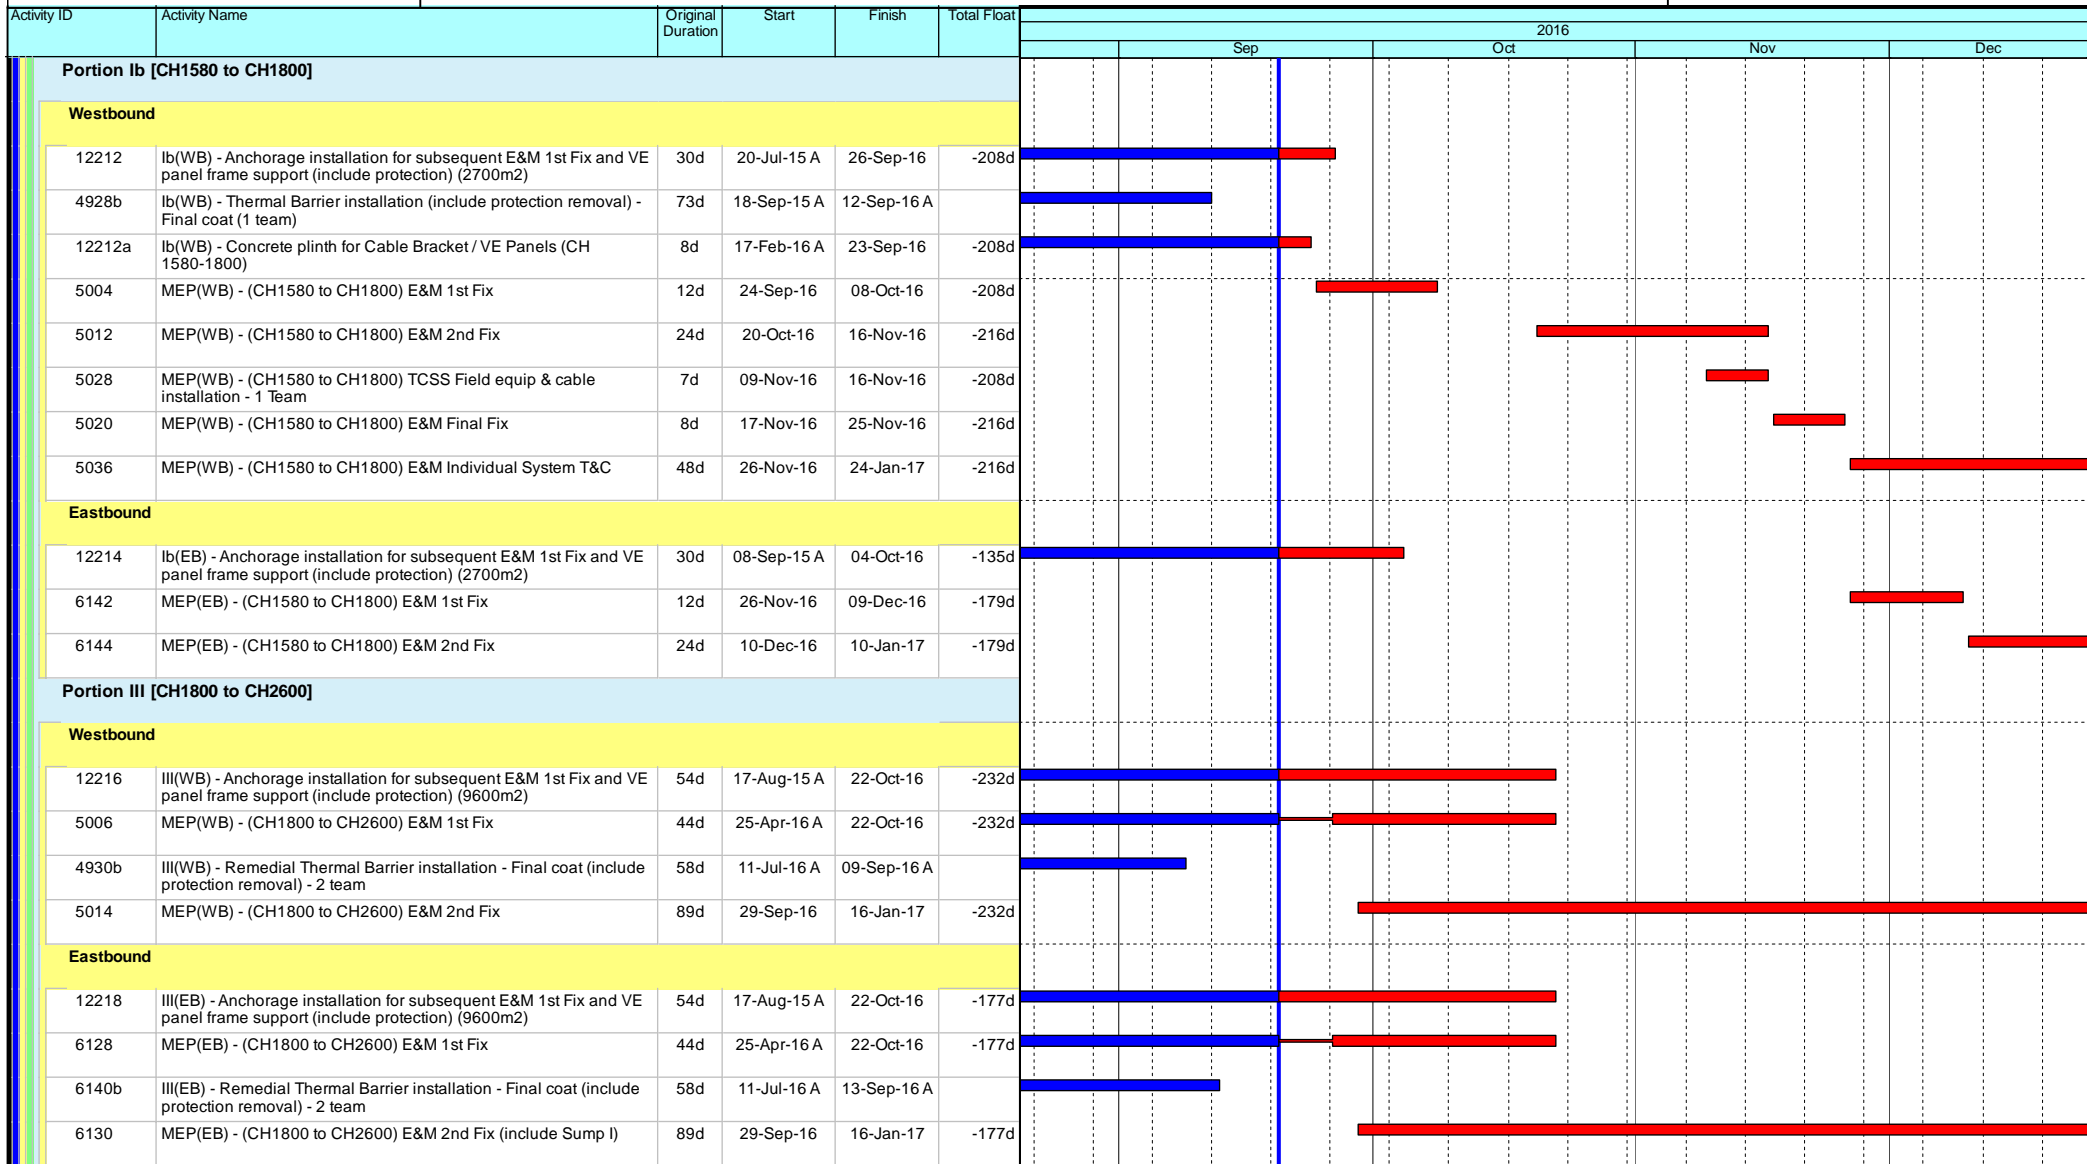 Activity ID Activity Name Original Duration Start Finish Total Float
2016
Sep Oct Nov Dec
Portion Ib [CH1580 to CH1800]
Westbound
12212 Ib(WB) - Anchorage installation for subsequent E&M 1st Fix and VE 30d 20-Jul-15 A 26-Sep-16 -208d
panel frame support (include protection) (2700m2)
4928b Ib(WB) - Thermal Barrier installation (include protection removal) - 73d 18-Sep-15 A 12-Sep-16 A
Final coat (1 team)
12212a Ib(WB) - Concrete plinth for Cable Bracket / VE Panels (CH 8d 17-Feb-16 A 23-Sep-16 -208d
1580-1800)
5004 MEP(WB) - (CH1580 to CH1800) E&M 1st Fix 12d 24-Sep-16 08-Oct-16 -208d
5012 MEP(WB) - (CH1580 to CH1800) E&M 2nd Fix 24d 20-Oct-16 16-Nov-16 -216d
5028 MEP(WB) - (CH1580 to CH1800) TCSS Field equip & cable 7d 09-Nov-16 16-Nov-16 -208d
installation - 1 Team
5020 MEP(WB) - (CH1580 to CH1800) E&M Final Fix 8d 17-Nov-16 25-Nov-16 -216d
5036 MEP(WB) - (CH1580 to CH1800) E&M Individual System T&C 48d 26-Nov-16 24-Jan-17 -216d
Eastbound
12214 Ib(EB) - Anchorage installation for subsequent E&M 1st Fix and VE 30d 08-Sep-15 A 04-Oct-16 -135d
panel frame support (include protection) (2700m2)
6142 MEP(EB) - (CH1580 to CH1800) E&M 1st Fix 12d 26-Nov-16 09-Dec-16 -179d
6144 MEP(EB) - (CH1580 to CH1800) E&M 2nd Fix 24d 10-Dec-16 10-Jan-17 -179d
Portion III [CH1800 to CH2600]
Westbound
12216 III(WB) - Anchorage installation for subsequent E&M 1st Fix and VE 54d 17-Aug-15 A 22-Oct-16 -232d
panel frame support (include protection) (9600m2)
5006 MEP(WB) - (CH1800 to CH2600) E&M 1st Fix 44d 25-Apr-16 A 22-Oct-16 -232d
4930b III(WB) - Remedial Thermal Barrier installation - Final coat (include 58d 11-Jul-16 A 09-Sep-16 A
protection removal) - 2 team
5014 MEP(WB) - (CH1800 to CH2600) E&M 2nd Fix 89d 29-Sep-16 16-Jan-17 -232d
Eastbound
12218 III(EB) - Anchorage installation for subsequent E&M 1st Fix and VE 54d 17-Aug-15 A 22-Oct-16 -177d
panel frame support (include protection) (9600m2)
6128 MEP(EB) - (CH1800 to CH2600) E&M 1st Fix 44d 25-Apr-16 A 22-Oct-16 -177d
6140b III(EB) - Remedial Thermal Barrier installation - Final coat (include 58d 11-Jul-16 A 13-Sep-16 A
protection removal) - 2 team
6130 MEP(EB) - (CH1800 to CH2600) E&M 2nd Fix (include Sump I) 89d 29-Sep-16 16-Jan-17 -177d